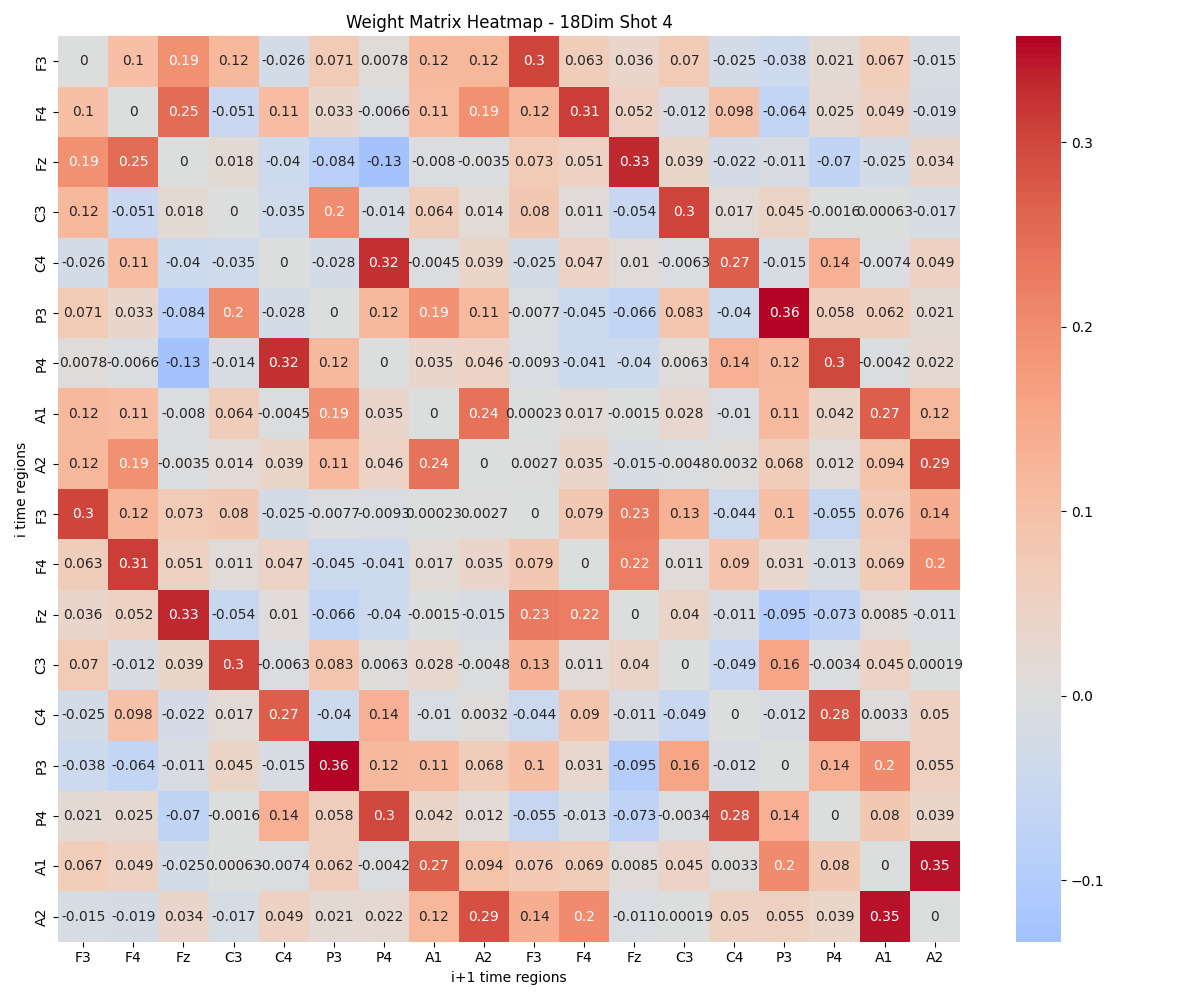 Weight Matrix Heatmap - 18Dim Shot 4
F3 0 0.1 0.19 0.12 -0.026 0.071 0.0078 0.12 0.12 0.3 0.063 0.036 0.07 -0.025 -0.038 0.021 0.067 -0.015
F4 0.1 0 0.25 -0.051 0.11 0.033 -0.0066 0.11 0.19 0.12 0.31 0.052 -0.012 0.098 -0.064 0.025 0.049 -0.019
Fz 0.19 0.25 0 0.018 -0.04 -0.084 -0.13 -0.008 -0.0035 0.073 0.051 0.33 0.039 -0.022 -0.011 -0.07 -0.025 0.034
C3 0.12 -0.051 0.018 0 -0.035 0.2 -0.014 0.064 0.014 0.08 0.011 -0.054 0.3 0.017 0.045 -0.0016 0.00063 -0.017
C4 -0.026 0.11 -0.04 -0.035 0 -0.028 0.32 -0.0045 0.039 -0.025 0.047 0.01 -0.0063 0.27 -0.015 0.14 -0.0074 0.049
P3 0.071 0.033 -0.084 0.2 -0.028 0 0.12 0.19 0.11 -0.0077 -0.045 -0.066 0.083 -0.04 0.36 0.058 0.062 0.021
P4 0.0078 -0.0066 -0.13 -0.014 0.32 0.12 0 0.035 0.046 -0.0093 -0.041 -0.04 0.0063 0.14 0.12 0.3 -0.0042 0.022
A1 0.12 0.11 -0.008 0.064 -0.0045 0.19 0.035 0 0.24 0.00023 0.017 -0.0015 0.028 -0.01 0.11 0.042 0.27 0.12
A2 0.12 0.19 -0.0035 0.014 0.039 0.11 0.046 0.24 0 0.0027 0.035 -0.015 -0.0048 0.0032 0.068 0.012 0.094 0.29
F3 0.3 0.12 0.073 0.08 -0.025 -0.0077 -0.0093 0.00023 0.0027 0 0.079 0.23 0.13 -0.044 0.1 -0.055 0.076 0.14
F4 0.063 0.31 0.051 0.011 0.047 -0.045 -0.041 0.017 0.035 0.079 0 0.22 0.011 0.09 0.031 -0.013 0.069 0.2
Fz 0.036 0.052 0.33 -0.054 0.01 -0.066 -0.04 -0.0015 -0.015 0.23 0.22 0 0.04 -0.011 -0.095 -0.073 0.0085 -0.011
C3 0.07 -0.012 0.039 0.3 -0.0063 0.083 0.0063 0.028 -0.0048 0.13 0.011 0.04 0 -0.049 0.16 -0.0034 0.045 0.00019
C4 -0.025 0.098 -0.022 0.017 0.27 -0.04 0.14 -0.01 0.0032 -0.044 0.09 -0.011 -0.049 0 -0.012 0.28 0.0033 0.05
P3 -0.038 -0.064 -0.011 0.045 -0.015 0.36 0.12 0.11 0.068 0.1 0.031 -0.095 0.16 -0.012 0 0.14 0.2 0.055
P4 0.021 0.025 -0.07 -0.0016 0.14 0.058 0.3 0.042 0.012 -0.055 -0.013 -0.073 -0.0034 0.28 0.14 0 0.08 0.039
A1 0.067 0.049 -0.025 0.00063 -0.0074 0.062 -0.0042 0.27 0.094 0.076 0.069 0.0085 0.045 0.0033 0.2 0.08 0 0.35
A2 -0.015 -0.019 0.034 -0.017 0.049 0.021 0.022 0.12 0.29 0.14 0.2 -0.011 0.00019 0.05 0.055 0.039 0.35 0
F3 F4 Fz C3 C4 P3 P4 A1 A2 F3 F4 Fz C3 C4 P3 P4 A1 A2
i+1 time regions
i time regions
0.3
0.2
0.1
0.0
−0.1